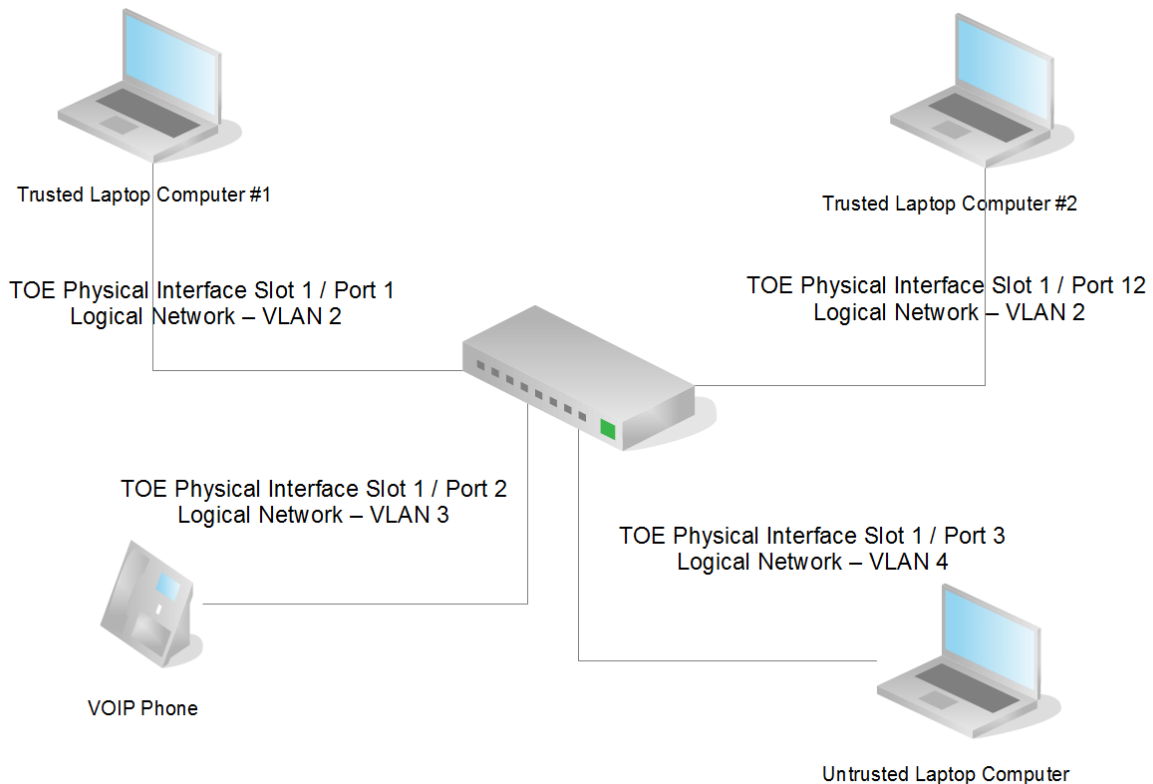 Trusted Laptop Computer #1
Trusted Laptop Computer #2
TOE Physical Interface Slot 1 / Port 1
Logical Network – VLAN 2
TOE Physical Interface Slot 1 / Port 12
Logical Network – VLAN 2
TOE Physical Interface Slot 1 / Port 2
Logical Network – VLAN 3
TOE Physical Interface Slot 1 / Port 3
Logical Network – VLAN 4
VOIP Phone
Untrusted Laptop Computer